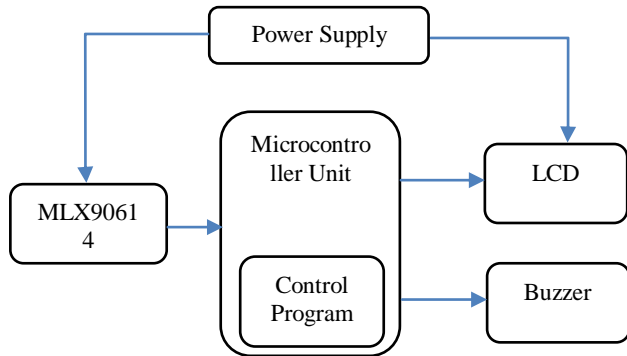 Power Supply
Microcontro
ller Unit
LCD
MLX9061
4
Control
Program
Buzzer